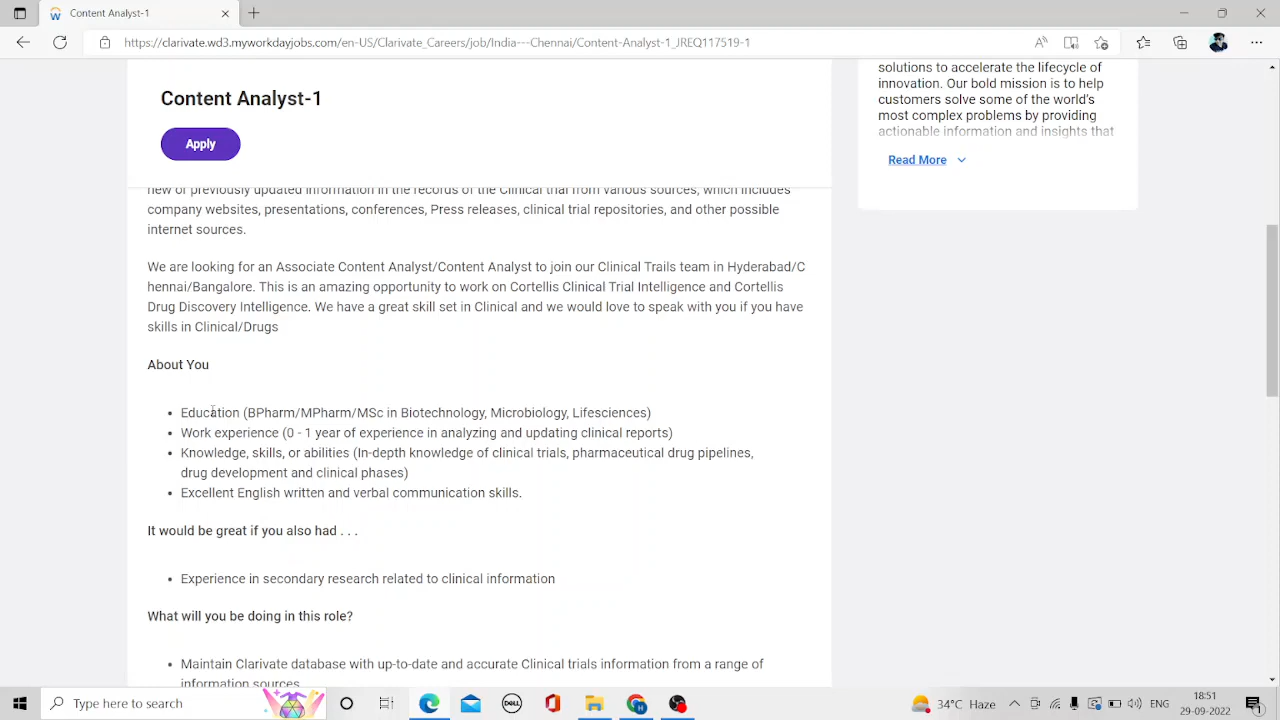 Content Analyst-1
https://clarivate.wd3.myworkdayjobs.com/en-US/Clarivate_Careers/job/India---Chennai/Content-Analyst-1_JREQ117519-1
Content Analyst-1
Apply
new or previously updated information in the records of the Clinical trial from various sources, which includes
company websites, presentations, conferences, Press releases, clinical trial repositories, and other possible
internet sources.
We are looking for an Associate Content Analyst/Content Analyst to join our Clinical Trails team in Hyderabad/C
hennai/Bangalore. This is an amazing opportunity to work on Cortellis Clinical Trial Intelligence and Cortellis
Drug Discovery Intelligence. We have a great skill set in Clinical and we would love to speak with you if you have
skills in Clinical/Drugs
About You
• Education (BPharm/MPharm/MSc in Biotechnology, Microbiology, Lifesciences)
• Work experience (0 - 1 year of experience in analyzing and updating clinical reports)
• Knowledge, skills, or abilities (In-depth knowledge of clinical trials, pharmaceutical drug pipelines,
drug development and clinical phases)
• Excellent English written and verbal communication skills.
It would be great if you also had . . .
• Experience in secondary research related to clinical information
What will you be doing in this role?
• Maintain Clarivate database with up-to-date and accurate Clinical trials information from a range of
information sources
solutions to accelerate the lifecycle of
innovation. Our bold mission is to help
customers solve some of the world's
most complex problems by providing
actionable information and insights that
Read More
Type here to search
DELL
34°C Haze
ENG
18:51
29-09-2022